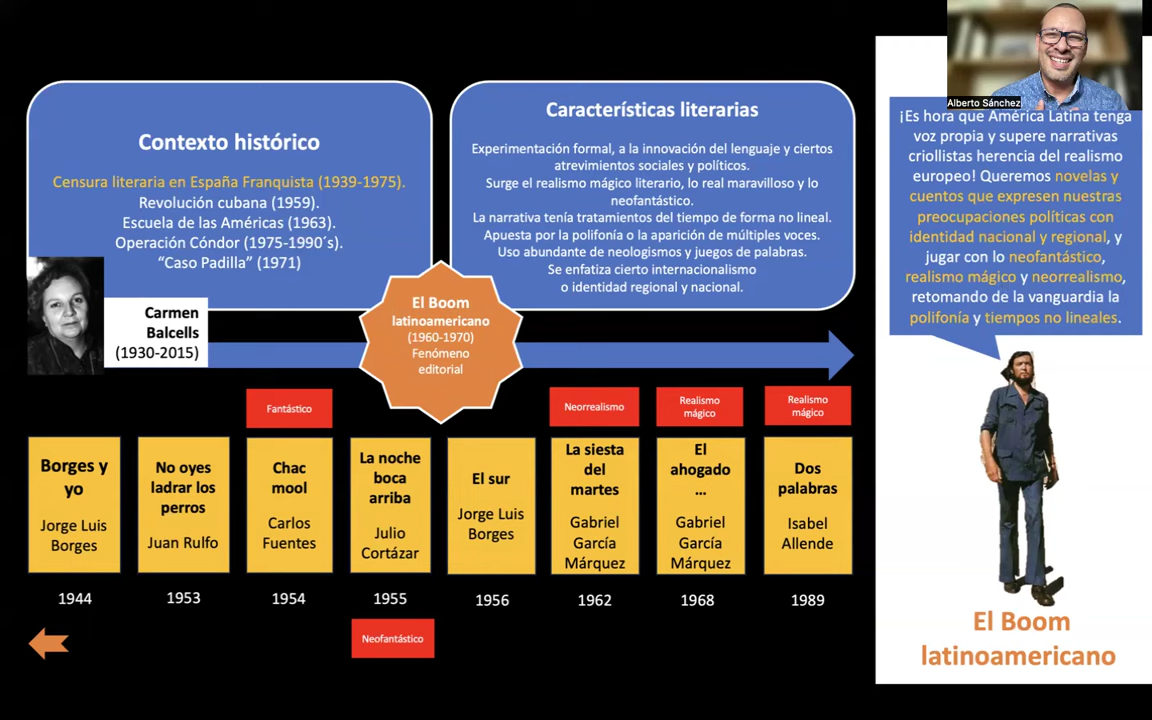 Alberto Sánchez
Contexto histórico
Censura literaria en España Franquista (1939-1975).
Revolución cubana (1959).
Escuela de las Américas (1963).
Operación Cóndor (1975-1990´s).
“Caso Padilla” (1971)
Características literarias
Experimentación formal, a la innovación del lenguaje y ciertos
atrevimientos sociales y políticos.
Surge el realismo mágico literario, lo real maravilloso y lo
neofantástico.
La narrativa tenía tratamientos del tiempo de forma no lineal.
Apuesta por la polifonía o la aparición de múltiples voces.
Uso abundante de neologismos y juegos de palabras.
Se enfatiza cierto internacionalismo
o identidad regional y nacional.
¡Es hora que América Latina tenga
voz propia y supere narrativas
criollistas herencia del realismo
europeo! Queremos novelas y
cuentos que expresen nuestras
preocupaciones políticas con
identidad nacional y regional, y
jugar con lo neofantástico,
realismo mágico y neorrealismo,
retomando de la vanguardia la
polifonía y tiempos no lineales.
Carmen
Balcells
(1930-2015)
El Boom
latinoamericano
(1960-1970)
Fenómeno
editorial
Fantástico
Neorrealismo
Realismo
mágico
Realismo
mágico
Borges y
yo
Jorge Luis
Borges
No oyes
ladrar los
perros
Juan Rulfo
Chac
mool
Carlos
Fuentes
La noche
boca
arriba
Julio
Cortázar
El sur
Jorge Luis
Borges
La siesta
del
martes
Gabriel
García
Márquez
El
ahogado
...
Gabriel
García
Márquez
Dos
palabras
Isabel
Allende
1944
1953
1954
1955
1956
1962
1968
1989
Neofantástico
El Boom
latinoamericano